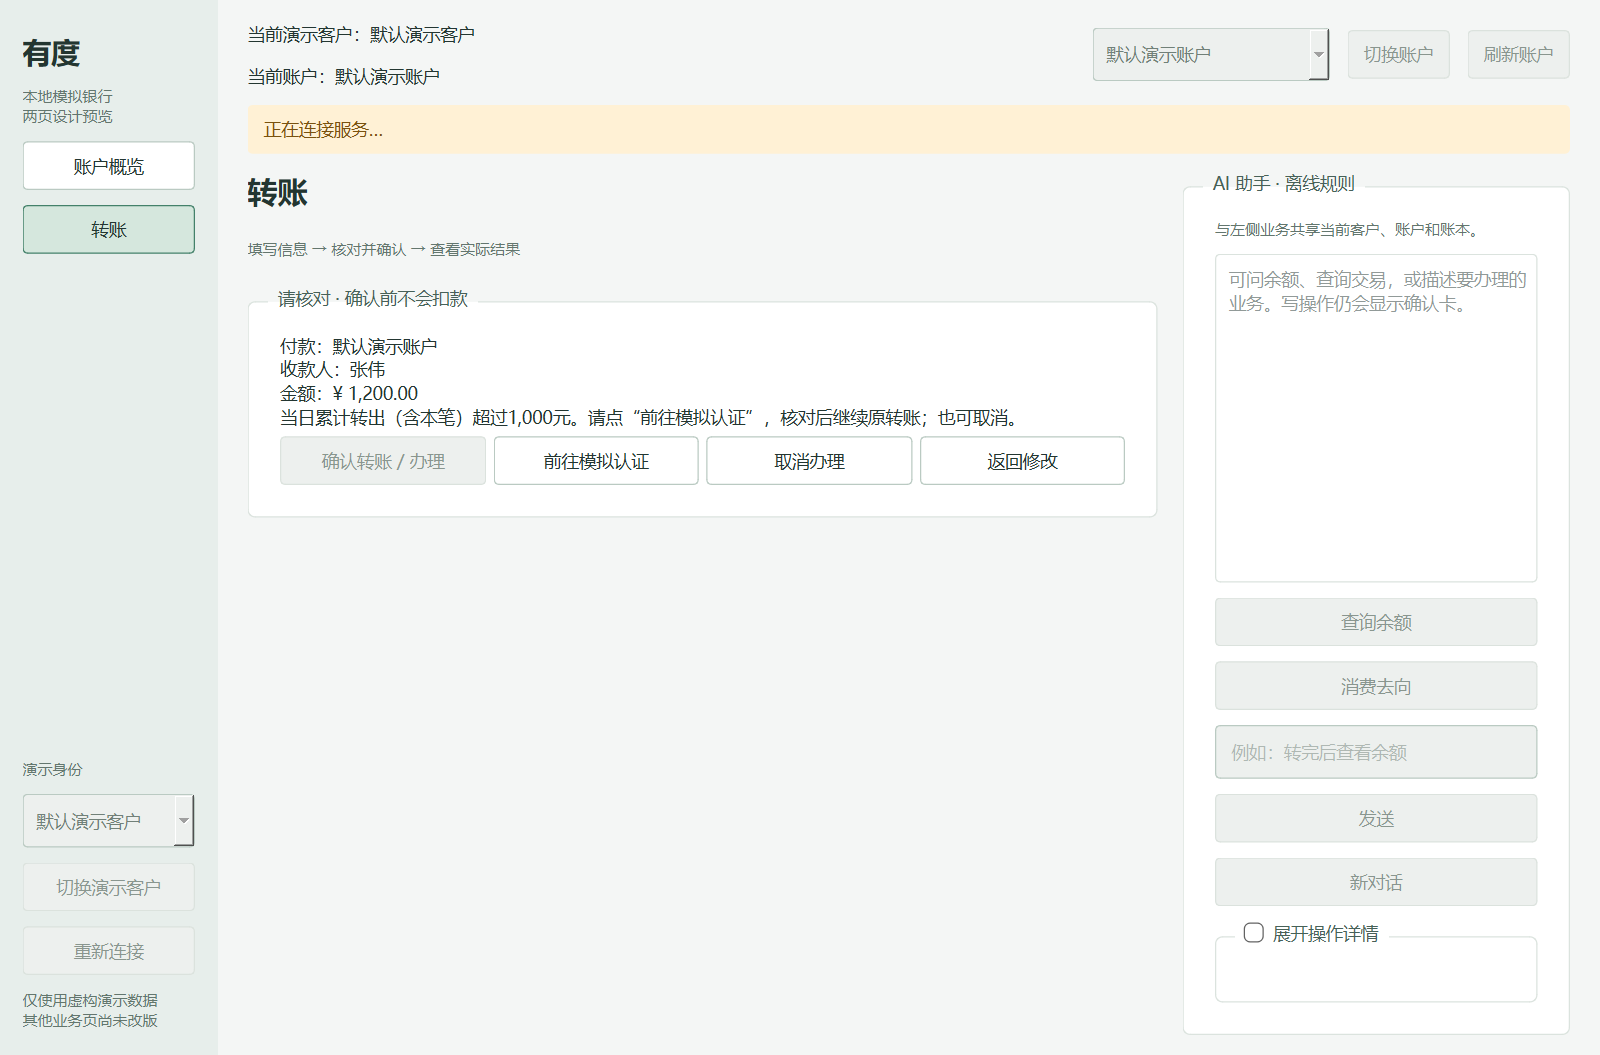 有度
本地模拟银行
两页设计预览
账户概览
转账
演示身份
默认演示客户
切换演示客户
重新连接
仅使用虚构演示数据
其他业务页尚未改版
当前演示客户：默认演示客户
当前账户：默认演示账户
默认演示账户
切换账户
刷新账户
正在连接服务...
转账
填写信息 → 核对并确认 → 查看实际结果
请核对 · 确认前不会扣款
付款：默认演示账户
收款人：张伟
金额：¥ 1,200.00
当日累计转出（含本笔）超过1,000元。请点“前往模拟认证”，核对后继续原转账；也可取消。
确认转账 / 办理
前往模拟认证
取消办理
返回修改
AI 助手 · 离线规则
与左侧业务共享当前客户、账户和账本。
可问余额、查询交易，或描述要办理的
业务。写操作仍会显示确认卡。
查询余额
消费去向
例如：转完后查看余额
发送
新对话
展开操作详情